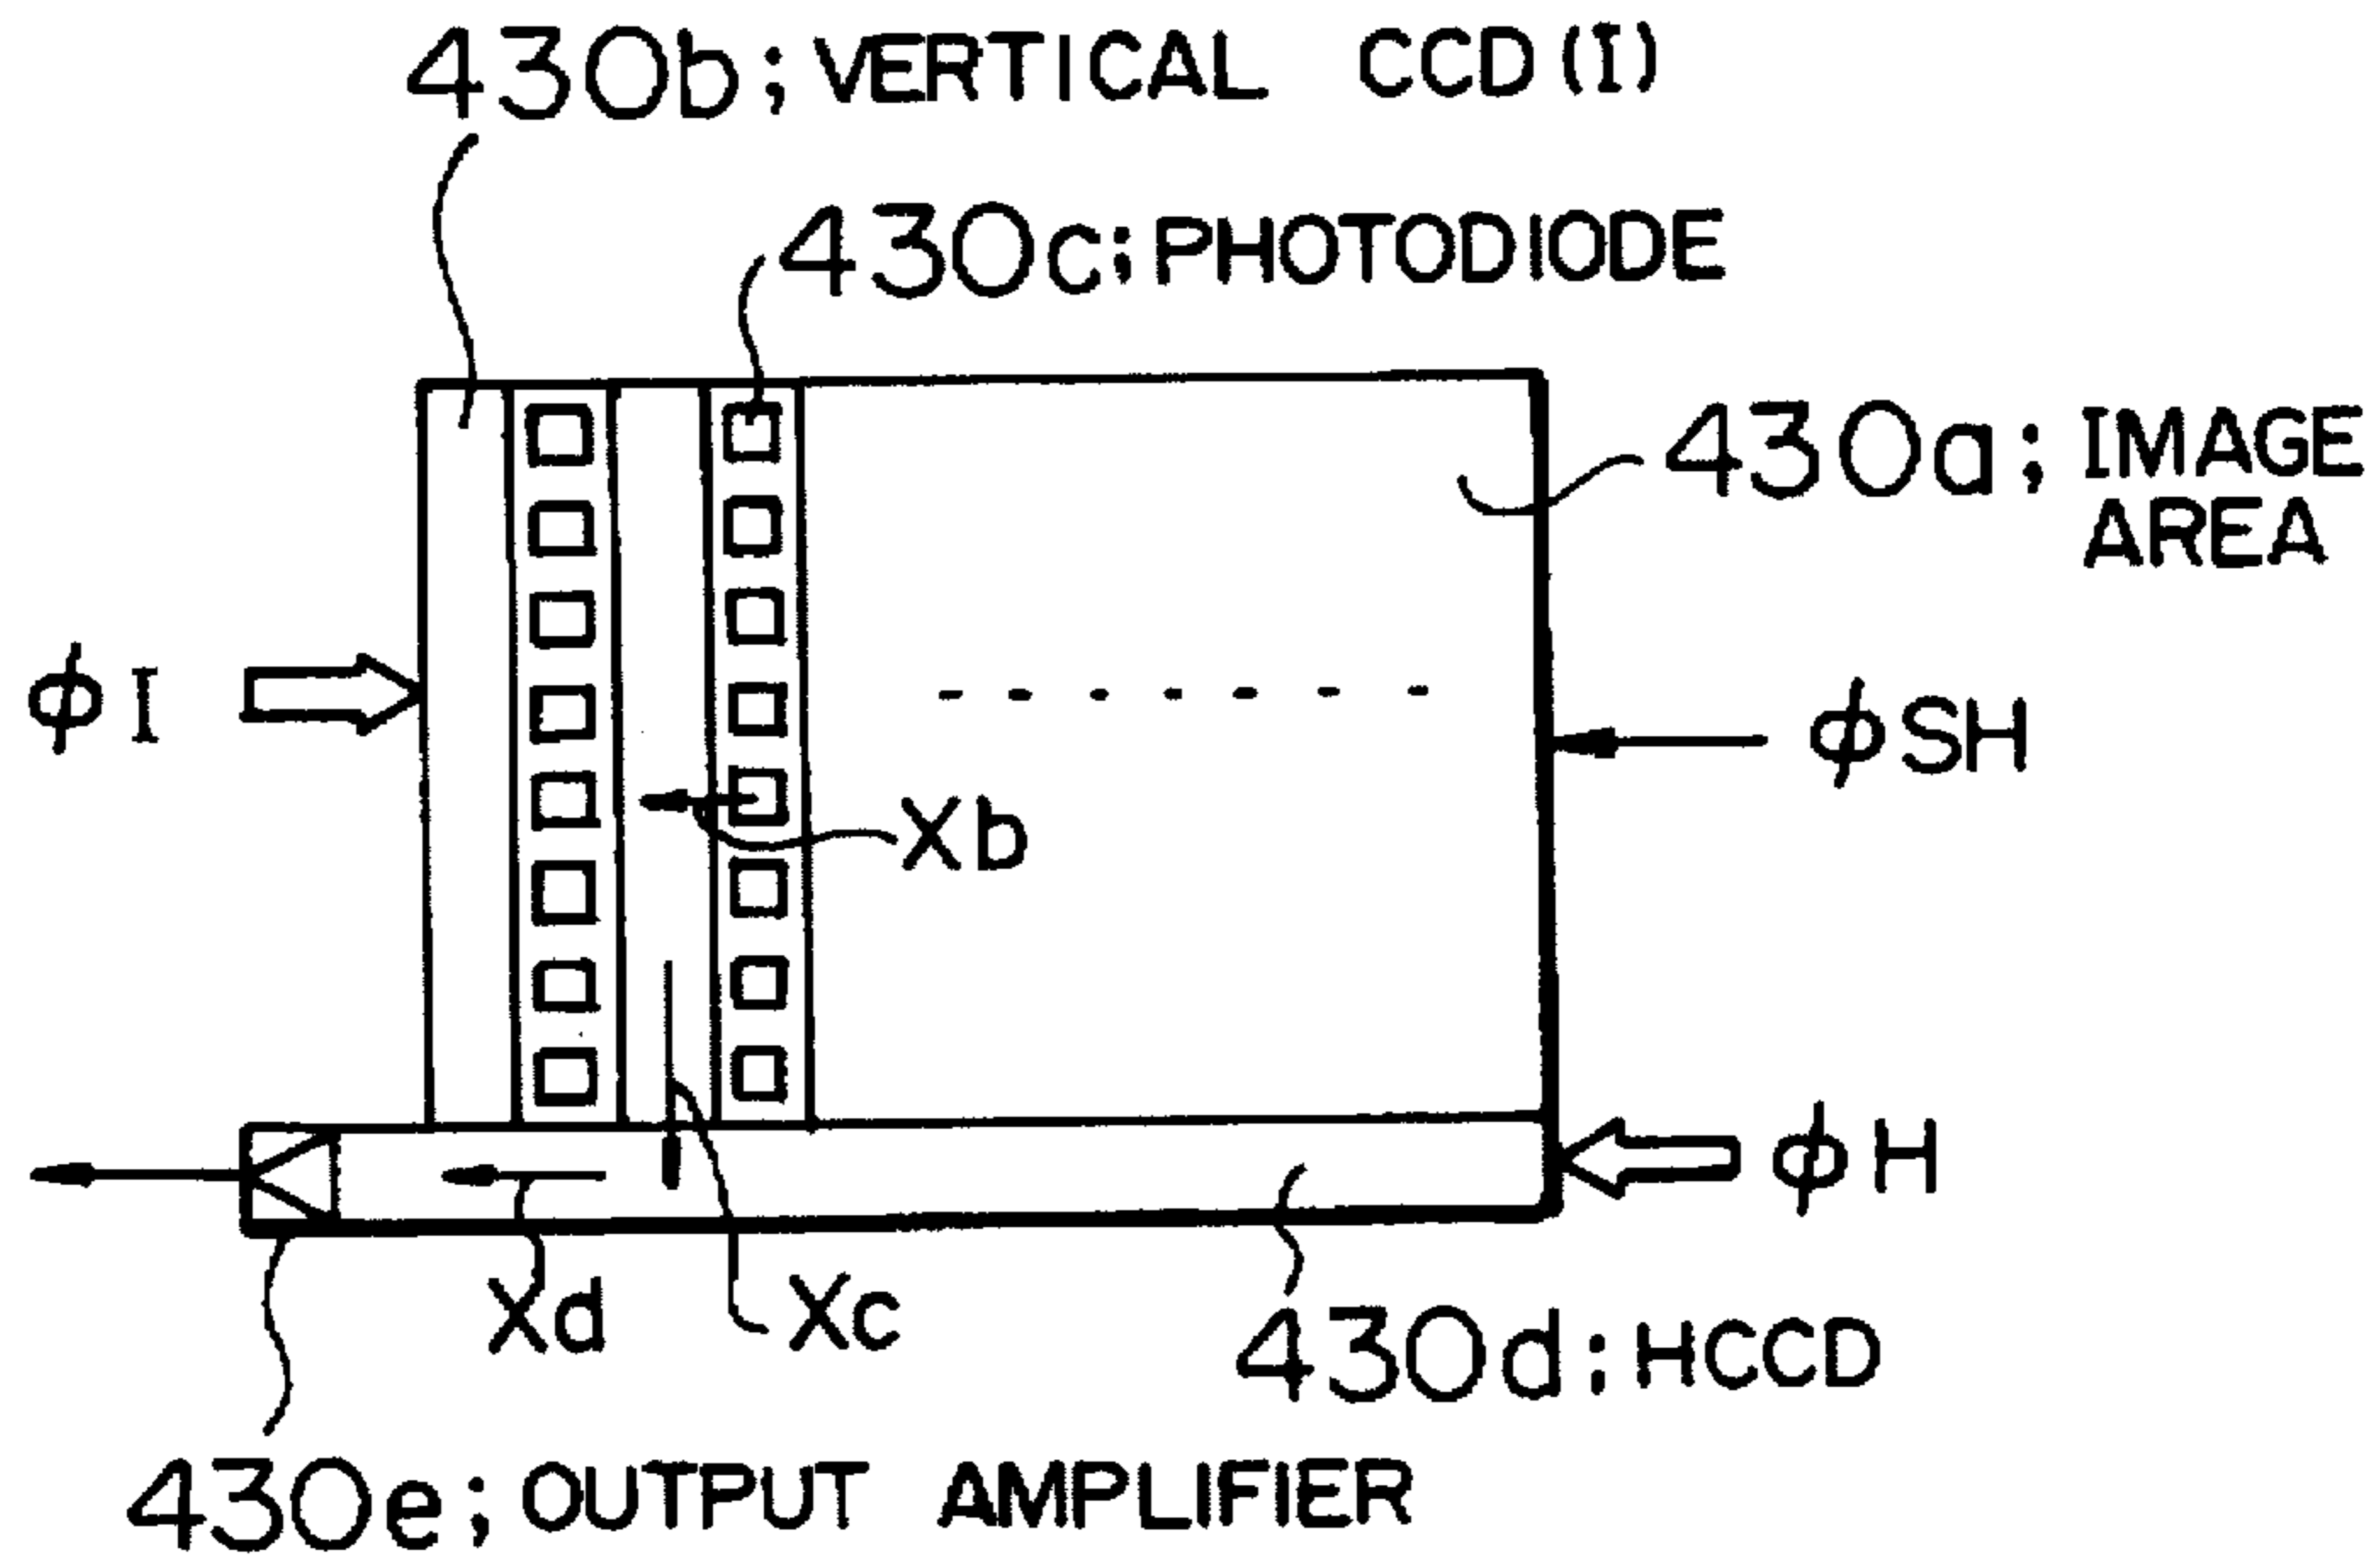 430b; VERTICAL CCD (I)
430c; PHOTODIODE
430a; IMAGE
AREA
ϕI
ϕSH
Xb
ϕH
Xd
Xc
430d; HCCD
430e; OUTPUT AMPLIFIER